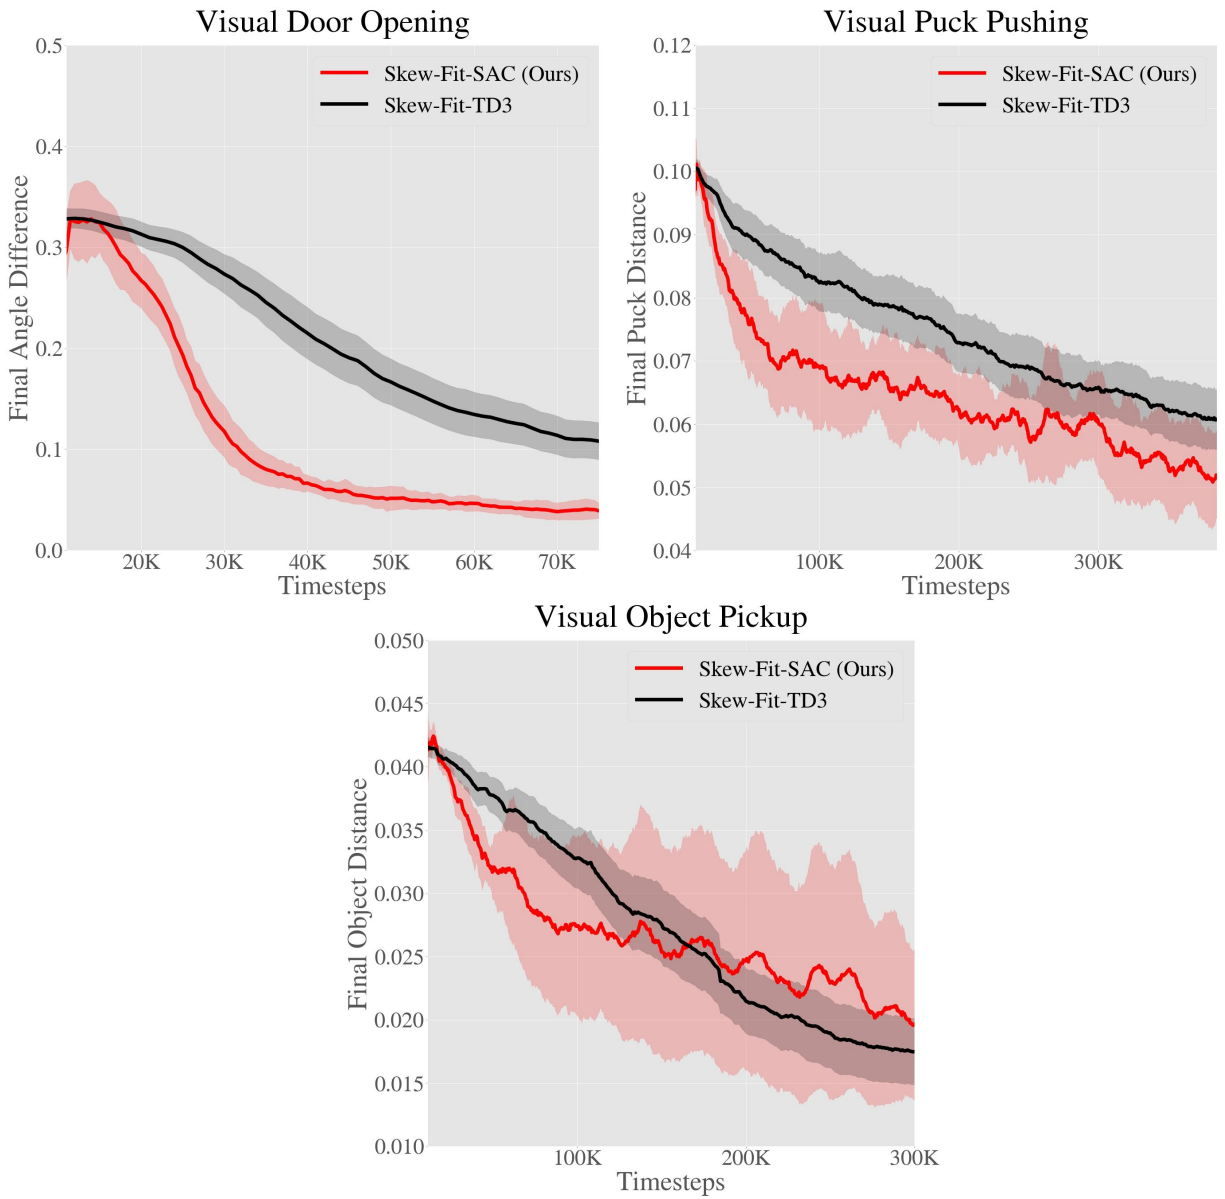 Visual Door Opening
0.5
0.4
0.3
0.2
0.1
0.0
Final Angle Difference
Skew-Fit-SAC (Ours)
Skew-Fit-TD3
20K 30K 40K 50K 60K 70K
Timesteps
Visual Puck Pushing
0.12
0.11
0.10
0.09
0.08
0.07
0.06
0.05
0.04
Final Puck Distance
Skew-Fit-SAC (Ours)
Skew-Fit-TD3
100K 200K 300K
Timesteps
Visual Object Pickup
0.050
0.045
0.040
0.035
0.030
0.025
0.020
0.015
0.010
Final Object Distance
Skew-Fit-SAC (Ours)
Skew-Fit-TD3
100K 200K 300K
Timesteps